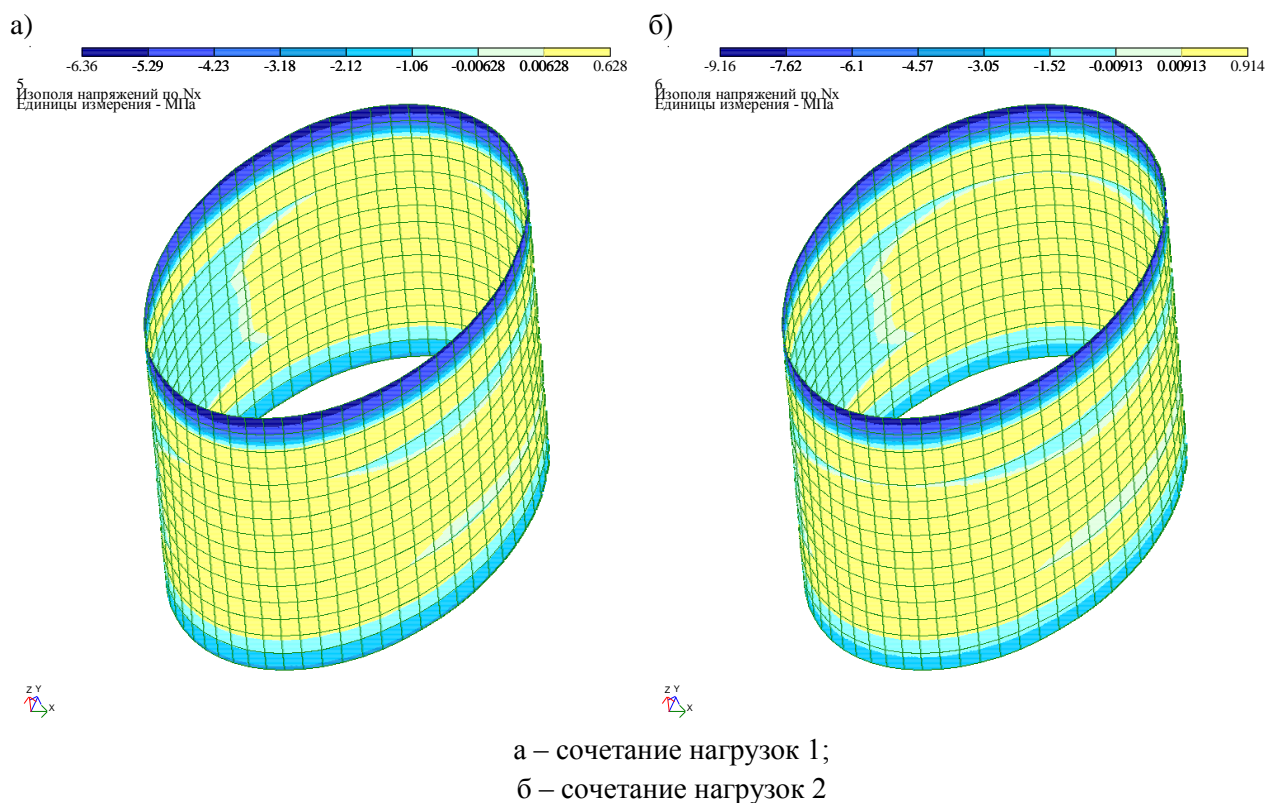 а)
-6.36 -5.29 -4.23 -3.18 -2.12 -1.06 -0.00628 0.00628 0.628
5
Изополя напряжений по Nx
Единицы измерения - МПа
Z Y
X
б)
-9.16 -7.62 -6.1 -4.57 -3.05 -1.52 -0.00913 0.00913 0.914
6
Изополя напряжений по Nx
Единицы измерения - МПа
Z Y
X
а – сочетание нагрузок 1;
б – сочетание нагрузок 2